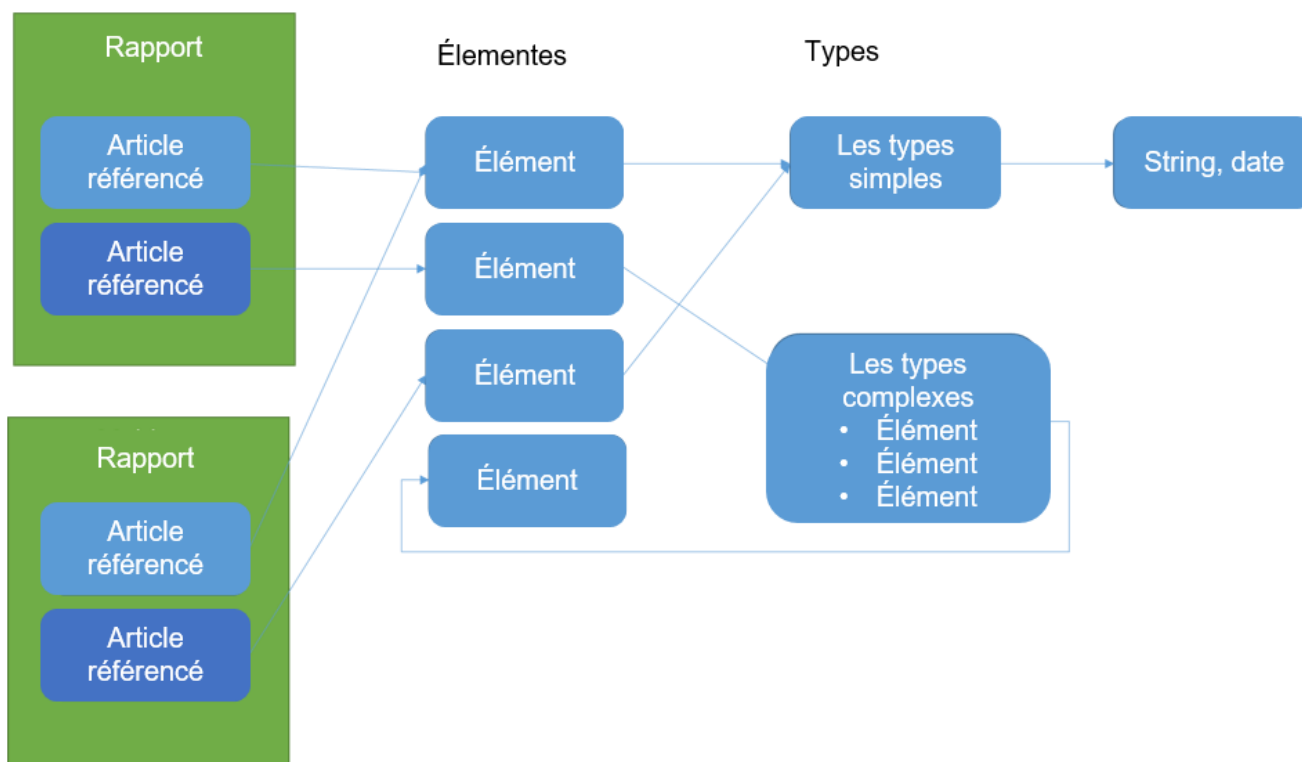 Rapport
Article
référencé
Article
référencé
Rapport
Article
référencé
Article
référencé
Élementes
Élément
Élément
Élément
Élément
Types
Les types
simples
Les types
complexes
• Élément
• Élément
• Élément
String, date